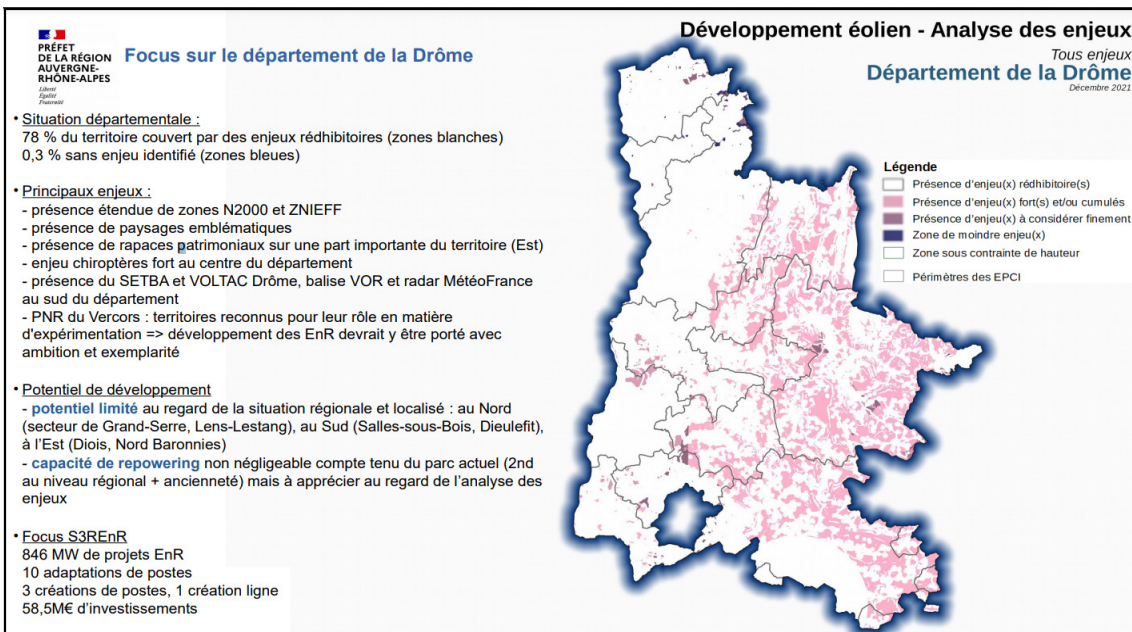 PRÉFET
DE LA RÉGION
AUVERGNE-
RHÔNE-ALPES
Liberté
Égalité
Fraternité
Focus sur le département de la Drôme
• Situation départementale :
78 % du territoire couvert par des enjeux rédhibitoires (zones blanches)
0,3 % sans enjeu identifié (zones bleues)
• Principaux enjeux :
- présence étendue de zones N2000 et ZNIEFF
- présence de paysages emblématiques
- présence de rapaces patrimoniaux sur une part importante du territoire (Est)
- enjeu chiroptères fort au centre du département
- présence du SETBA et VOLTAC Drôme, balise VOR et radar MétéoFrance
au sud du département
- PNR du Vercors : territoires reconnus pour leur rôle en matière
d'expérimentation => développement des EnR devrait y être porté avec
ambition et exemplarité
• Potentiel de développement
- potentiel limité au regard de la situation régionale et localisé : au Nord
(secteur de Grand-Serre, Lens-Lestang), au Sud (Salles-sous-Bois, Dieulefit),
à l'Est (Diois, Nord Baronnies)
- capacité de repowering non négligeable compte tenu du parc actuel (2nd
au niveau régional + ancienneté) mais à apprécier au regard de l'analyse des
enjeux
• Focus S3REnR
846 MW de projets EnR
10 adaptations de postes
3 créations de postes, 1 création ligne
58,5M€ d'investissements
Développement éolien - Analyse des enjeux
Tous enjeux
Département de la Drôme
Décembre 2021
Légende
Présence d'enjeu(x) rédhibitoire(s)
Présence d'enjeu(x) fort(s) et/ou cumulés
Présence d'enjeu(x) à considérer finement
Zone de moindre enjeu(x)
Zone sous contrainte de hauteur
Périmètres des EPCI